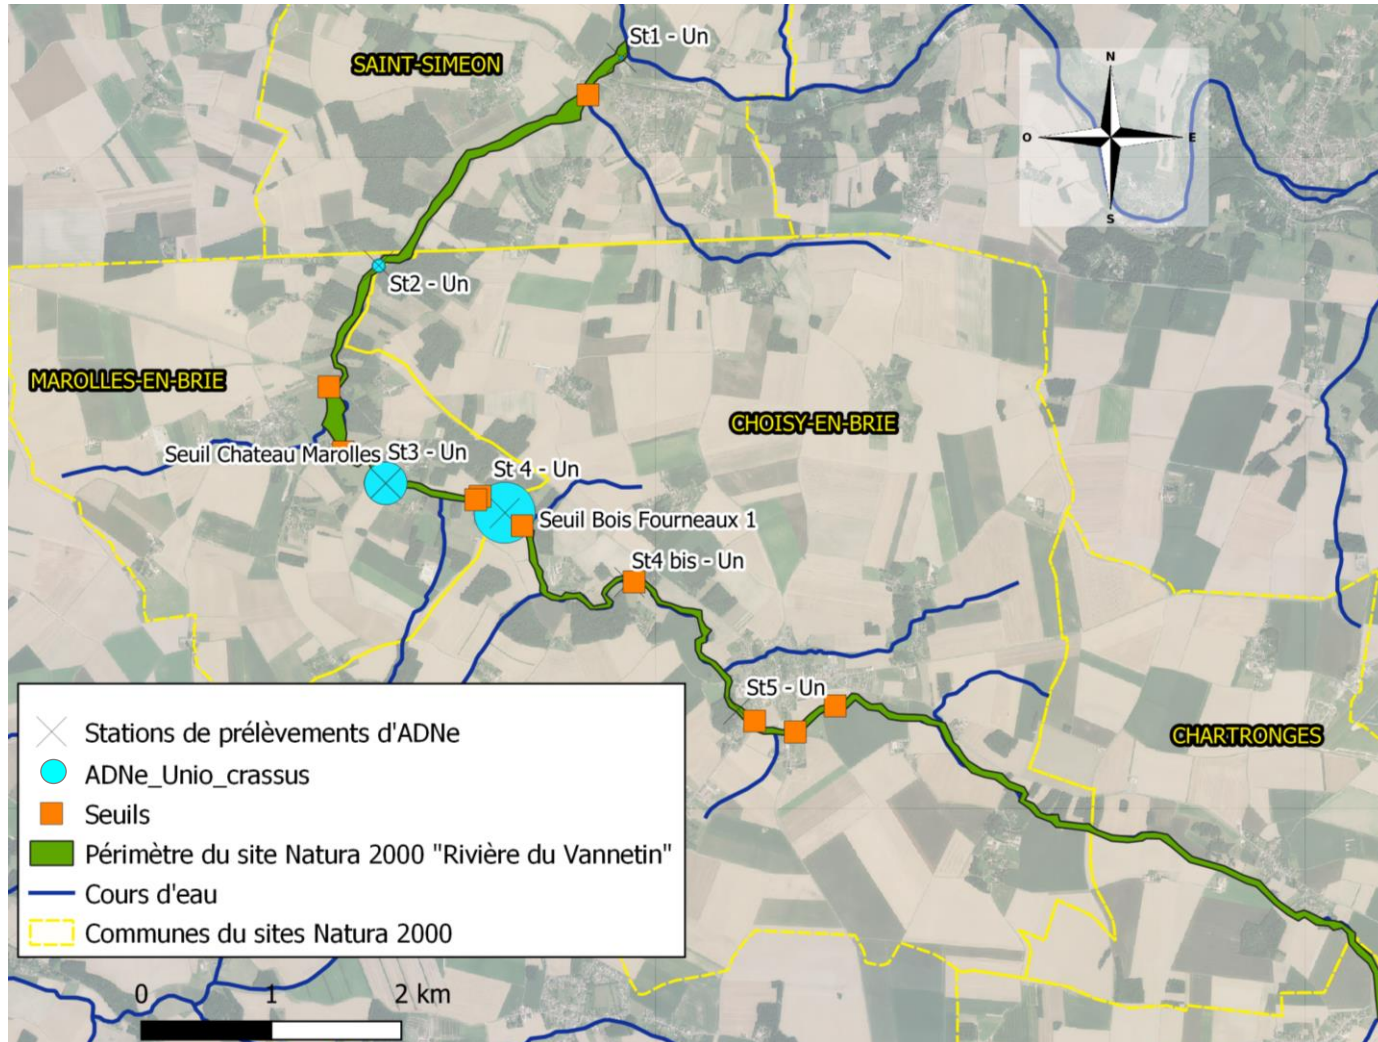 St1 - Un
SAINT-SIMEON
N
O
E
S
St2 - Un
MAROLLES-EN-BRIE
CHOISY-EN-BRIE
Seuil Château Marolles
St3 - Un
St 4 - Un
Seuil Bois Fourneaux 1
St4 bis - Un
St5 - Un
CHARTRONGES
Stations de prélèvements d'ADNe
ADNe_Unio_crassus
Seuils
Périmètre du site Natura 2000 "Rivière du Vannetin"
Cours d'eau
Communes du sites Natura 2000
0 1 2 km